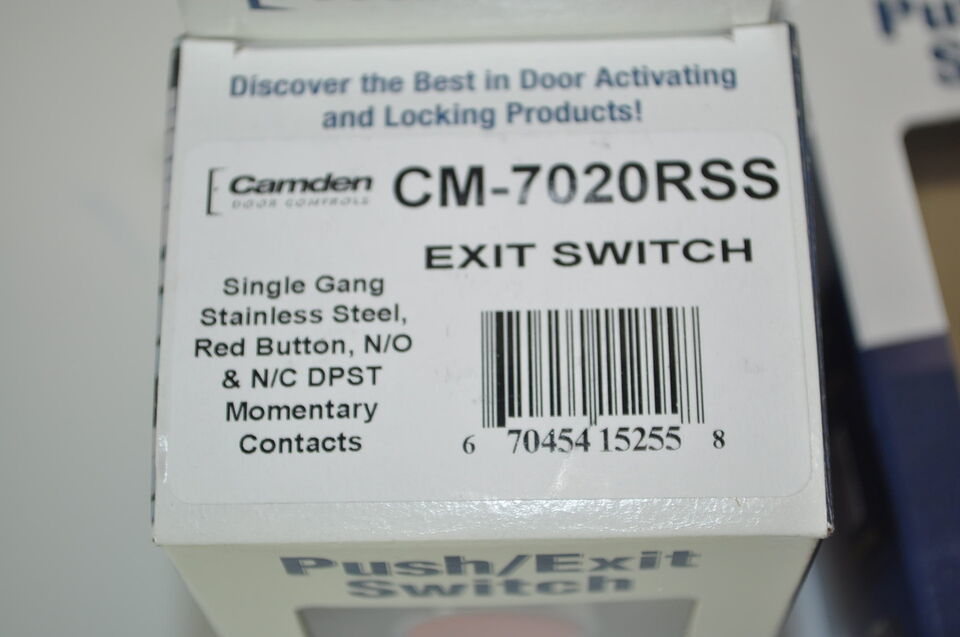 Discover the Best in Door Activating
and Locking Products!
Camden
DOOR CONTROLS
CM-7020RSS
EXIT SWITCH
Single Gang
Stainless Steel,
Red Button, N/O
& N/C DPST
Momentary
Contacts
6 70454 15255 8
Push/Exit
Switch